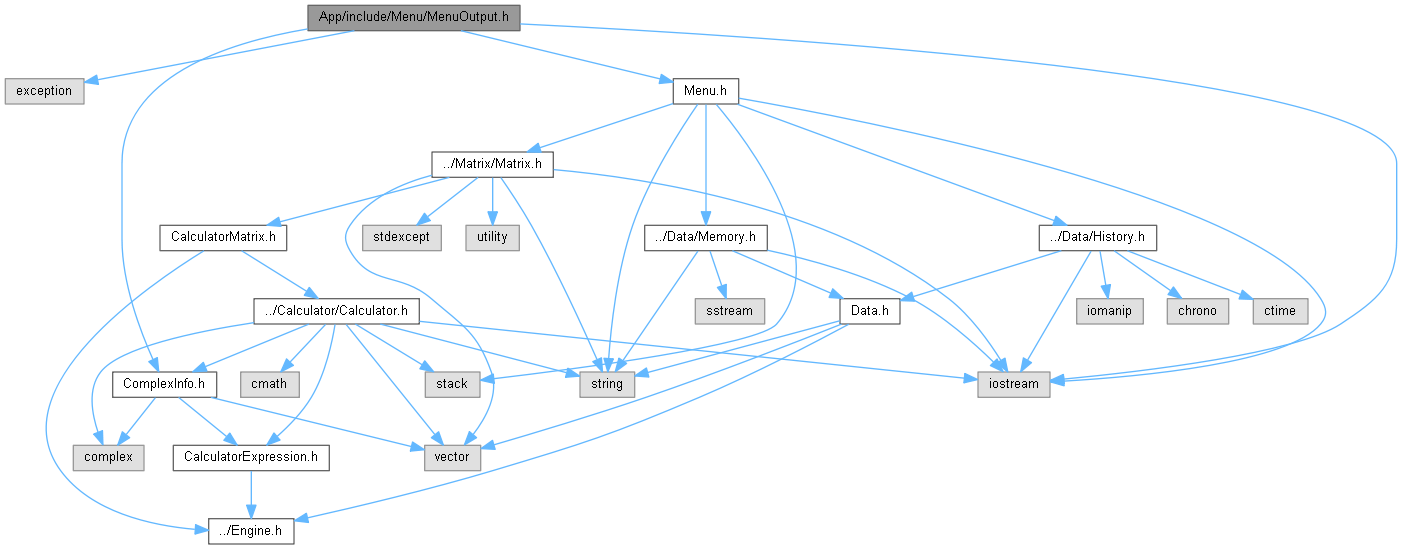 App/include/Menu/MenuOutput.h
exception
Menu.h
../Matrix/Matrix.h
CalculatorMatrix.h
stdexcept
utility
../Data/Memory.h
../Data/History.h
../Calculator/Calculator.h
sstream
Data.h
iomanip
chrono
ctime
ComplexInfo.h
cmath
stack
string
iostream
complex
CalculatorExpression.h
vector
../Engine.h